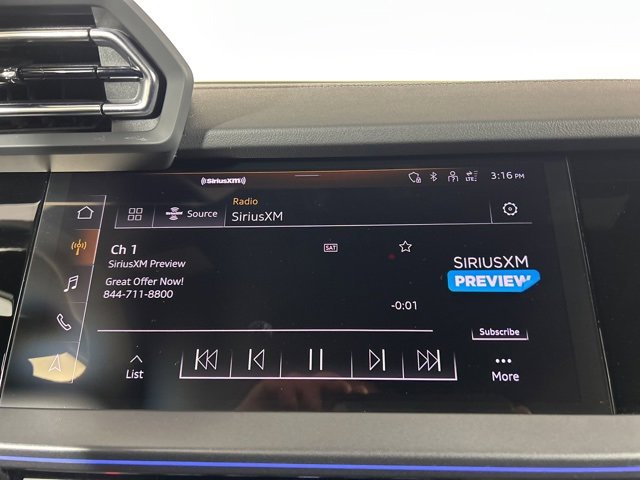 ((SiriusXM))
LTE 3:16 PM
Radio
Source
SiriusXM
Ch 1
SAT
SiriusXM Preview
Great Offer Now!
844-711-8800
SIRIUSXM
PREVIEW
-0:01
Subscribe
List
More